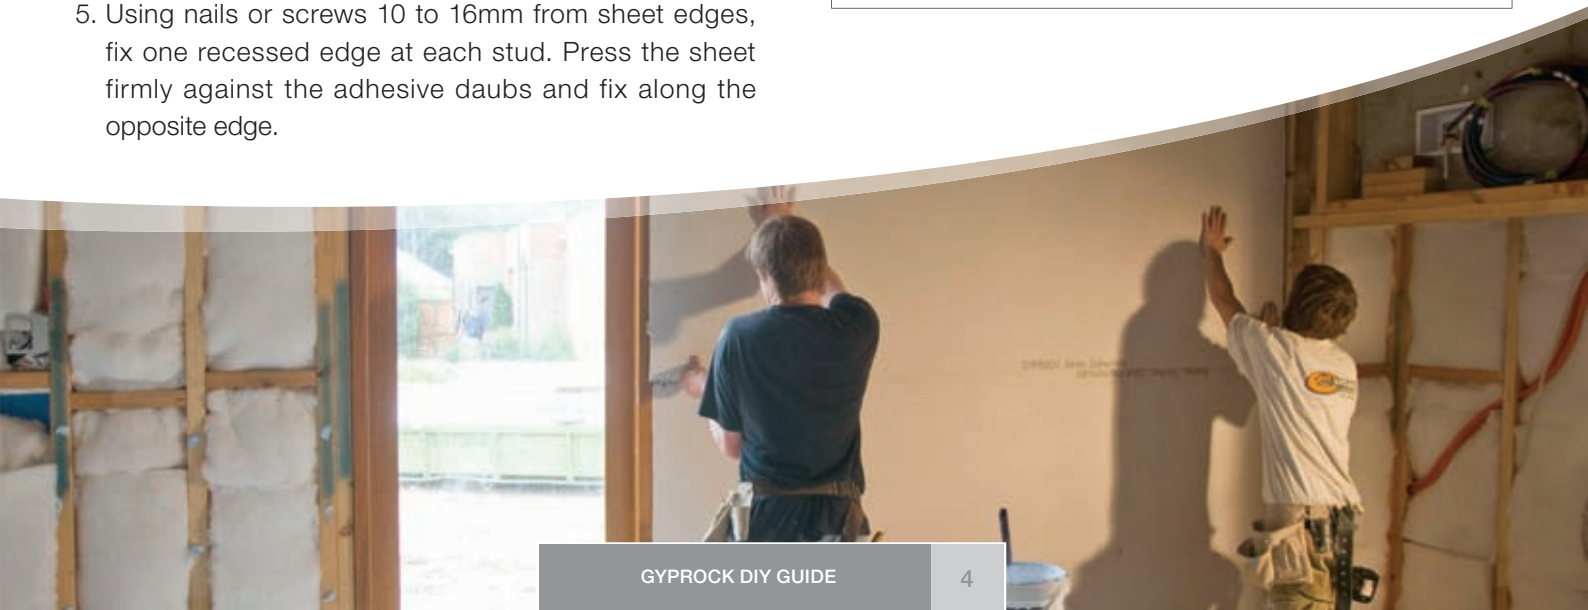 5. Using nails or screws 10 to 16mm from sheet edges,
fix one recessed edge at each stud. Press the sheet
firmly against the adhesive daubs and fix along the
opposite edge.
GYPROCK DIY GUIDE
4